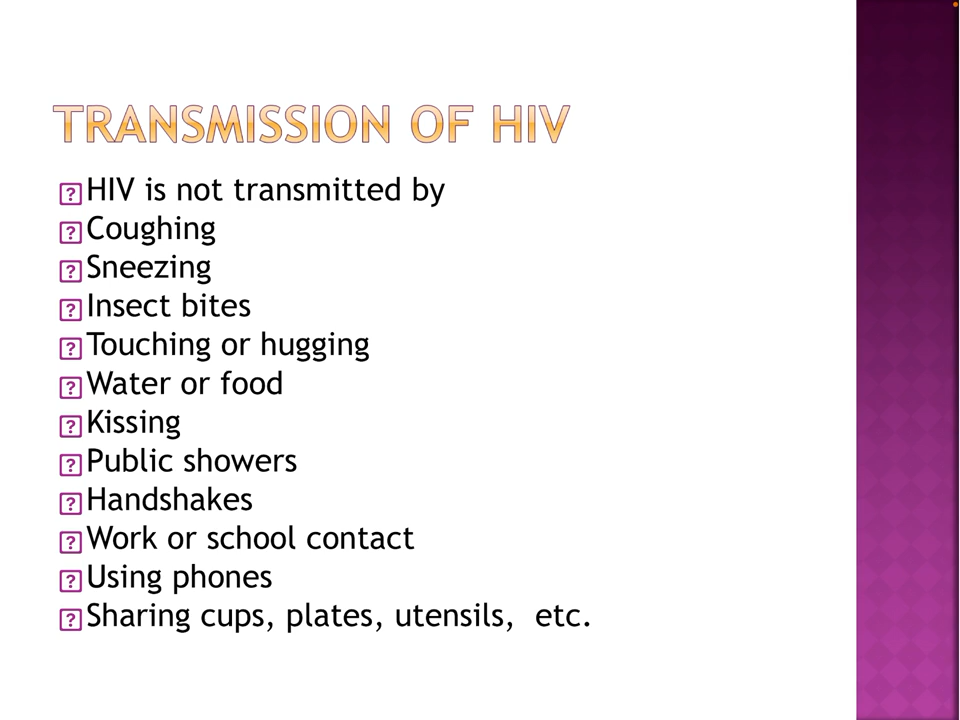 TRANSMISSION OF HIV
HIV is not transmitted by
Coughing
Sneezing
Insect bites
Touching or hugging
Water or food
Kissing
Public showers
Handshakes
Work or school contact
Using phones
Sharing cups, plates, utensils,  etc.